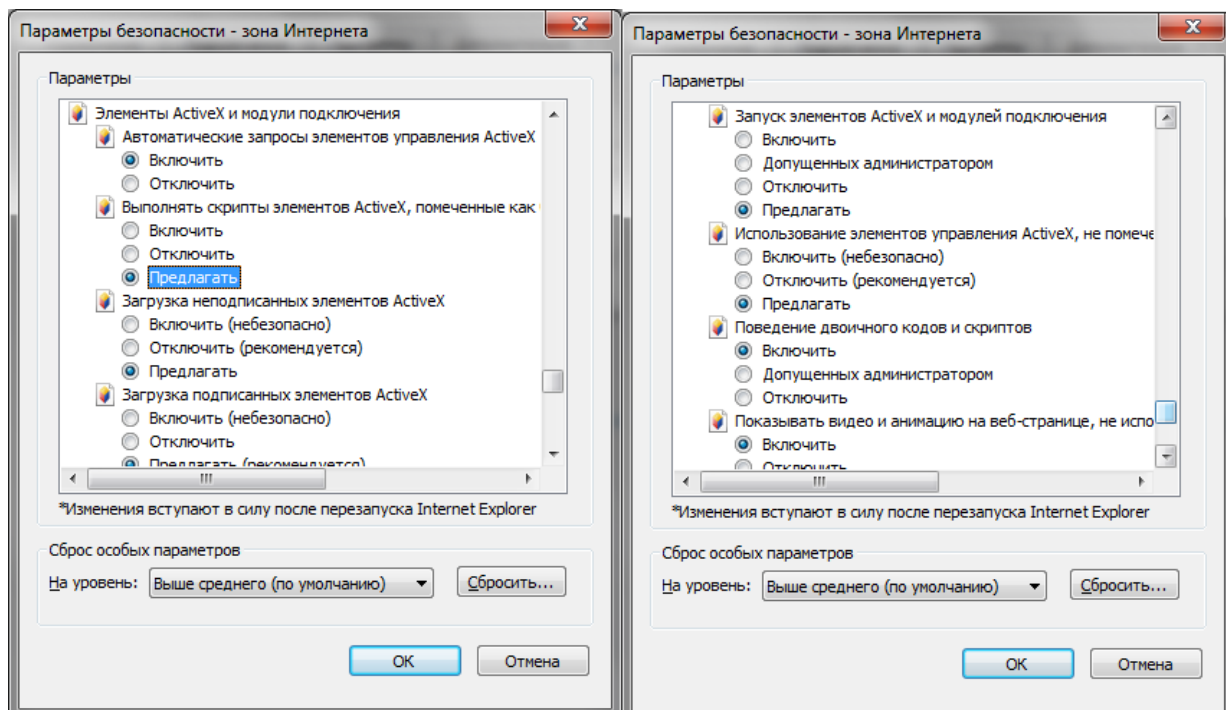 Параметры безопасности - зона Интернета
Параметры
Элементы ActiveX и модули подключения
Автоматические запросы элементов управления ActiveX
Включить
Отключить
Выполнять скрипты элементов ActiveX, помеченные как
Включить
Отключить
Предлагать
Загрузка неподписанных элементов ActiveX
Включить (небезопасно)
Отключить (рекомендуется)
Предлагать
Загрузка подписанных элементов ActiveX
Включить (небезопасно)
Отключить
Предлагать (рекомендуется)
*Изменения вступают в силу после перезапуска Internet Explorer
Сброс особых параметров
На уровень: Выше среднего (по умолчанию) Сбросить...
ОК Отмена
Параметры безопасности - зона Интернета
Параметры
Запуск элементов ActiveX и модулей подключения
Включить
Допущенных администратором
Отключить
Предлагать
Использование элементов управления ActiveX, не помече
Включить (небезопасно)
Отключить (рекомендуется)
Предлагать
Поведение двоичного кодов и скриптов
Включить
Допущенных администратором
Отключить
Показывать видео и анимацию на веб-странице, не испо
Включить
Отключить
*Изменения вступают в силу после перезапуска Internet Explorer
Сброс особых параметров
На уровень: Выше среднего (по умолчанию) Сбросить...
ОК Отмена